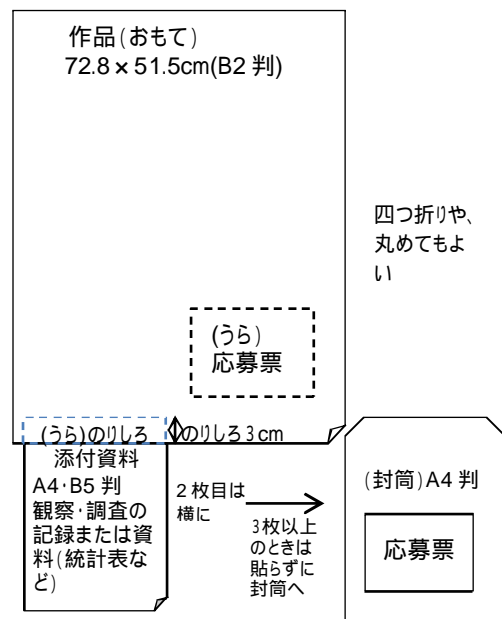 作品(おもて)
72.8×51.5cm(B2 判)
四つ折りや、
丸めてもよ
い
(うら)
応募票
(うら)のりしろ
のりしろ3cm
添付資料
A4・B5 判
観察・調査の
記録または資
料(統計表な
ど)
2枚目は
横に
3枚以上
のときは
貼らずに
封筒へ
(封筒)A4 判
応募票